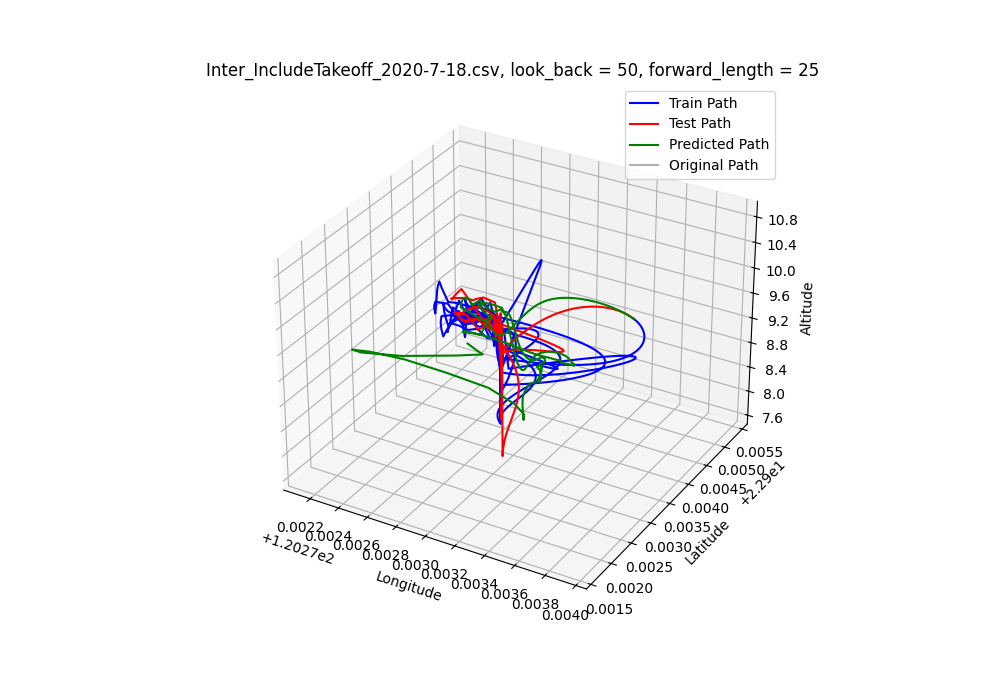 Inter_IncludeTakeoff_2020-7-18.csv, look_back = 50, forward_length = 25
Train Path
Test Path
Predicted Path
Original Path
10.8
10.4
10.0
9.6
9.2
8.8
8.4
8.0
7.6
Altitude
0.0055
0.0050
0.0045
0.0040
0.0035
0.0030
0.0025
0.0020
0.0015
+2.29e1
Latitude
0.0022
0.0024
0.0026
0.0028
0.0030
0.0032
0.0034
0.0036
0.0038
0.0040
+1.2027e2
Longitude